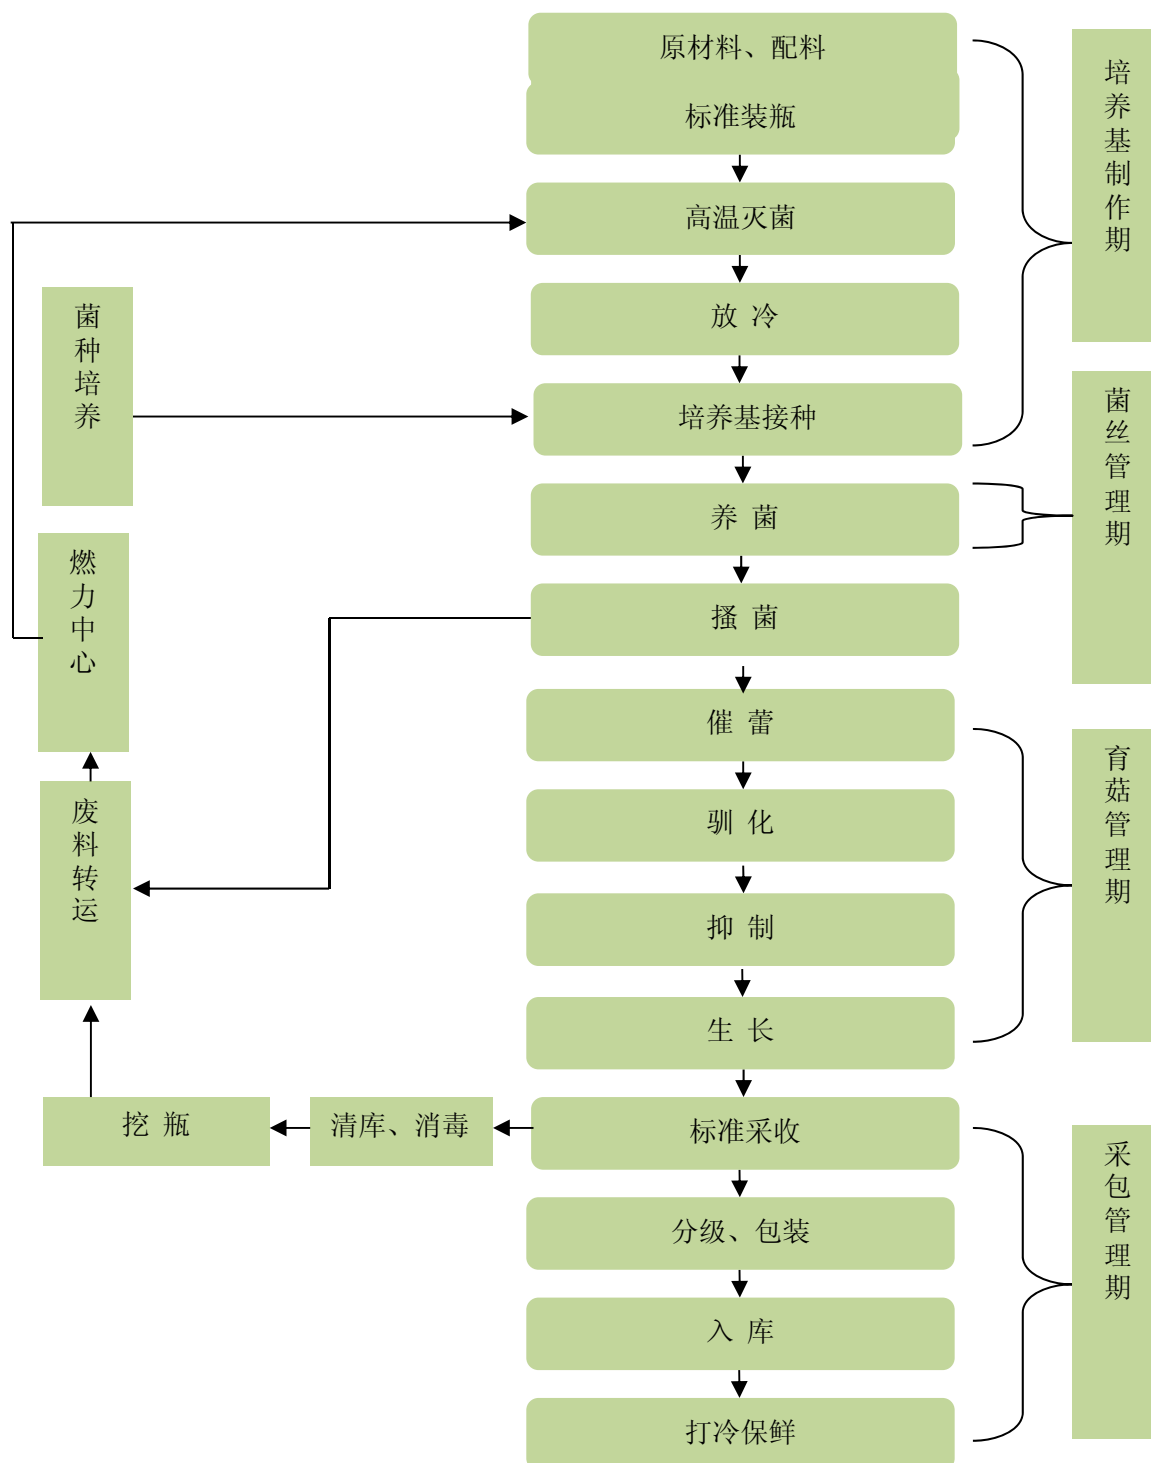 原材料、配料
标准装瓶
高温灭菌
放 冷
培养基接种
养 菌
搔 菌
催 蕾
驯 化
抑 制
生 长
标准采收
分级、包装
入 库
打冷保鲜
菌种培养
燃力中心
废料转运
挖 瓶
清库、消毒
培养基制作期
菌丝管理期
育菇管理期
采包管理期